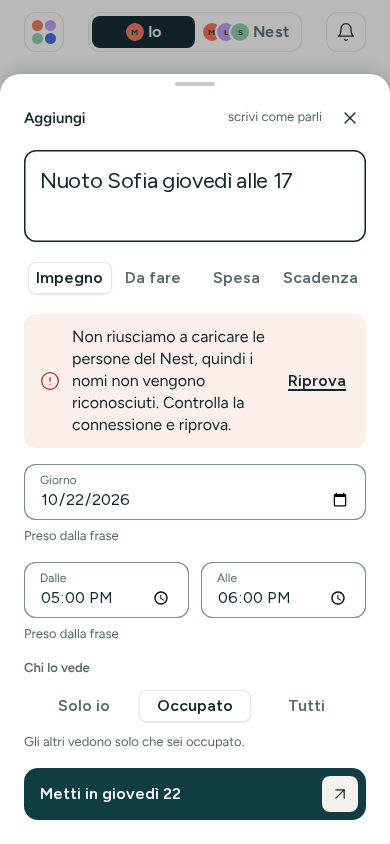 M Io
M L S Nest
Aggiungi
scrivi come parli
Nuoto Sofia giovedì alle 17
Impegno Da fare Spesa Scadenza
Non riusciamo a caricare le
persone del Nest, quindi i
nomi non vengono
riconosciuti. Controlla la
connessione e riprova.
Riprova
Giorno
10/22/2026
Preso dalla frase
Dalle
05:00 PM
Alle
06:00 PM
Preso dalla frase
Chi lo vede
Solo io Occupato Tutti
Gli altri vedono solo che sei occupato.
Metti in giovedì 22